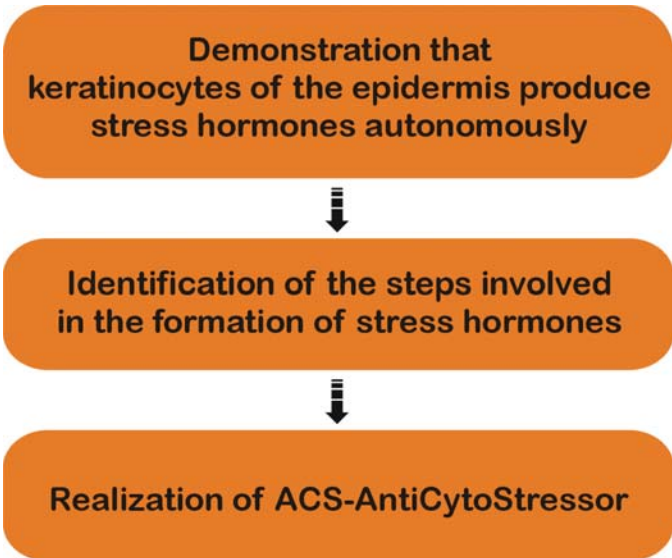 Demonstration that
keratinocytes of the epidermis produce
stress hormones autonomously
Identification of the steps involved
in the formation of stress hormones
Realization of ACS-AntiCytoStressor